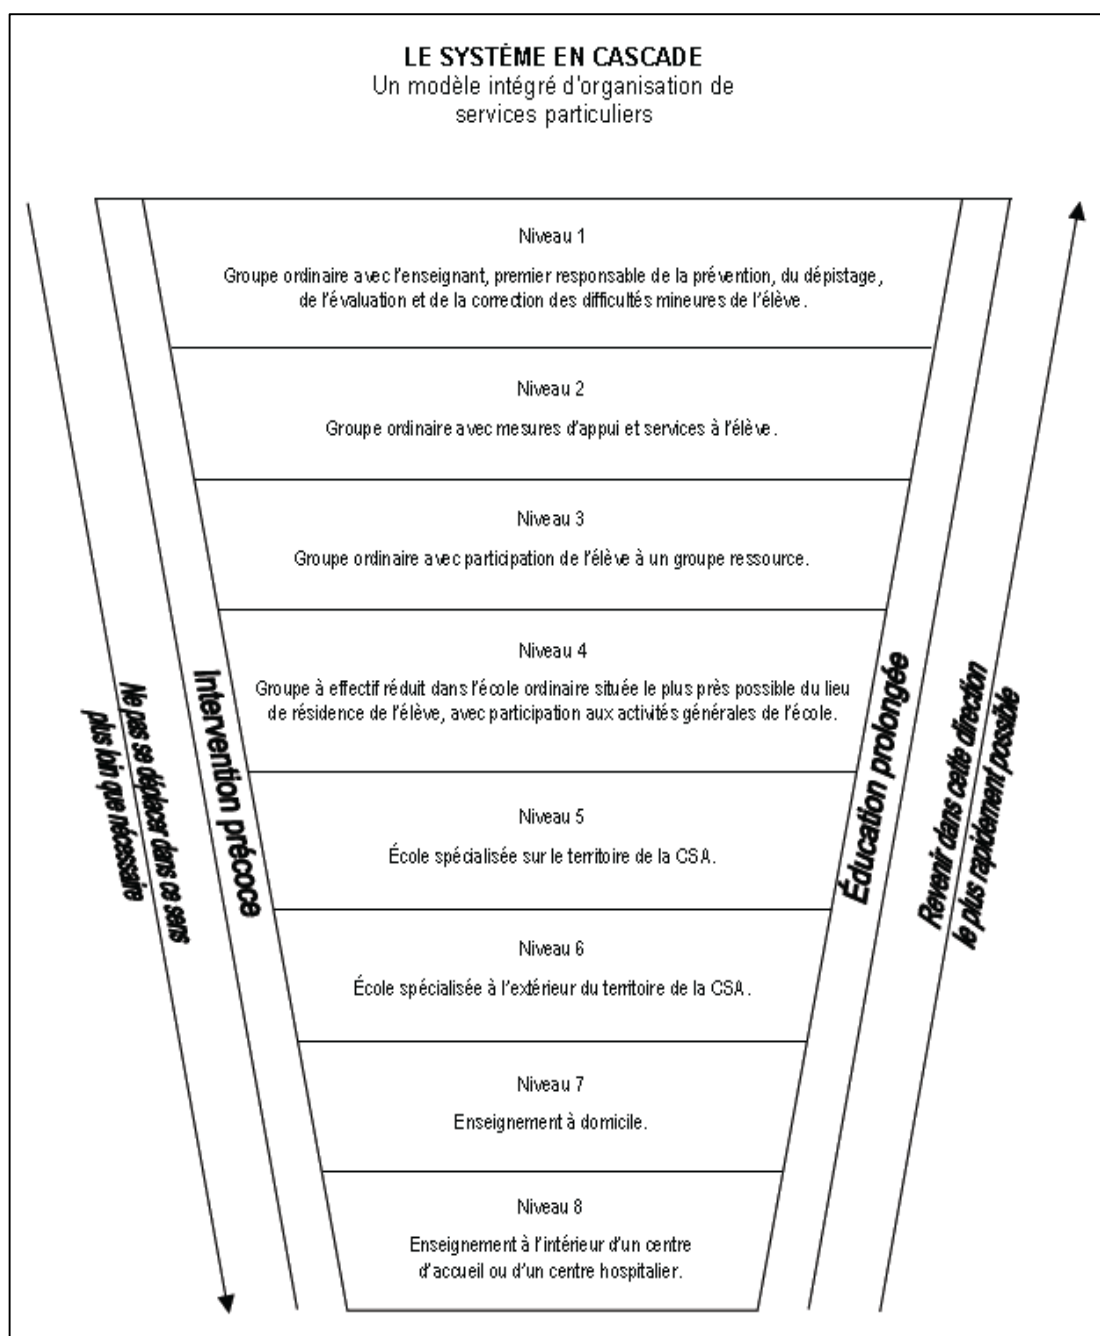 LE SYSTÈME EN CASCADE
Un modèle intégré d'organisation de
services particuliers
Niveau 1
Groupe ordinaire avec l'enseignant, premier responsable de la prévention, du dépistage,
de l'évaluation et de la correction des difficultés mineures de l'élève.
Niveau 2
Groupe ordinaire avec mesures d'appui et services à l'élève.
Niveau 3
Groupe ordinaire avec participation de l'élève à un groupe ressource.
Niveau 4
Groupe à effectif réduit dans l'école ordinaire située le plus près possible du lieu
de résidence de l'élève, avec participation aux activités générales de l'école.
Niveau 5
École spécialisée sur le territoire de la CSA.
Niveau 6
École spécialisée à l'extérieur du territoire de la CSA.
Niveau 7
Enseignement à domicile.
Niveau 8
Enseignement à l'intérieur d'un centre
d'accueil ou d'un centre hospitalier.
Ne pas se déplacer dans ce sens
plus loin que nécessaire
Intervention précoce
Éducation prolongée
Revenir dans cette direction
le plus rapidement possible